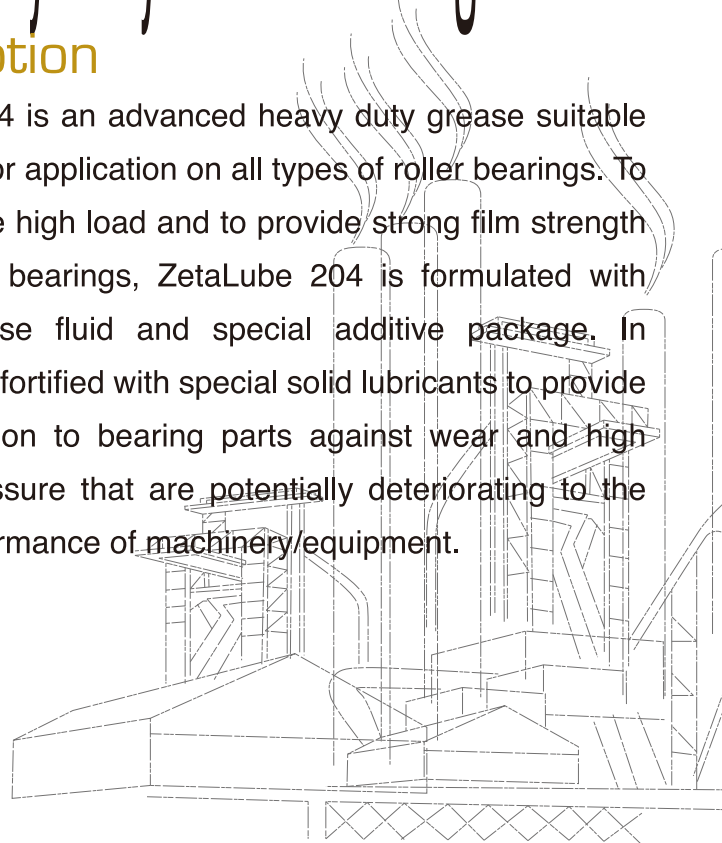 ption
4 is an advanced heavy duty grease suitable
or application on all types of roller bearings. To
e high load and to provide strong film strength
bearings, ZetaLube 204 is formulated with
se fluid and special additive package. In
fortified with special solid lubricants to provide
on to bearing parts against wear and high
ssure that are potentially deteriorating to the
rmance of machinery/equipment.